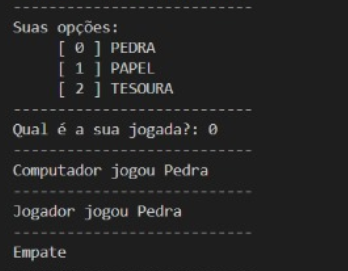 ---------------------------
Suas opções:
[ 0 ] PEDRA
[ 1 ] PAPEL
[ 2 ] TESOURA
---------------------------
Qual é a sua jogada?: 0
---------------------------
Computador jogou Pedra
---------------------------
Jogador jogou Pedra
---------------------------
Empate